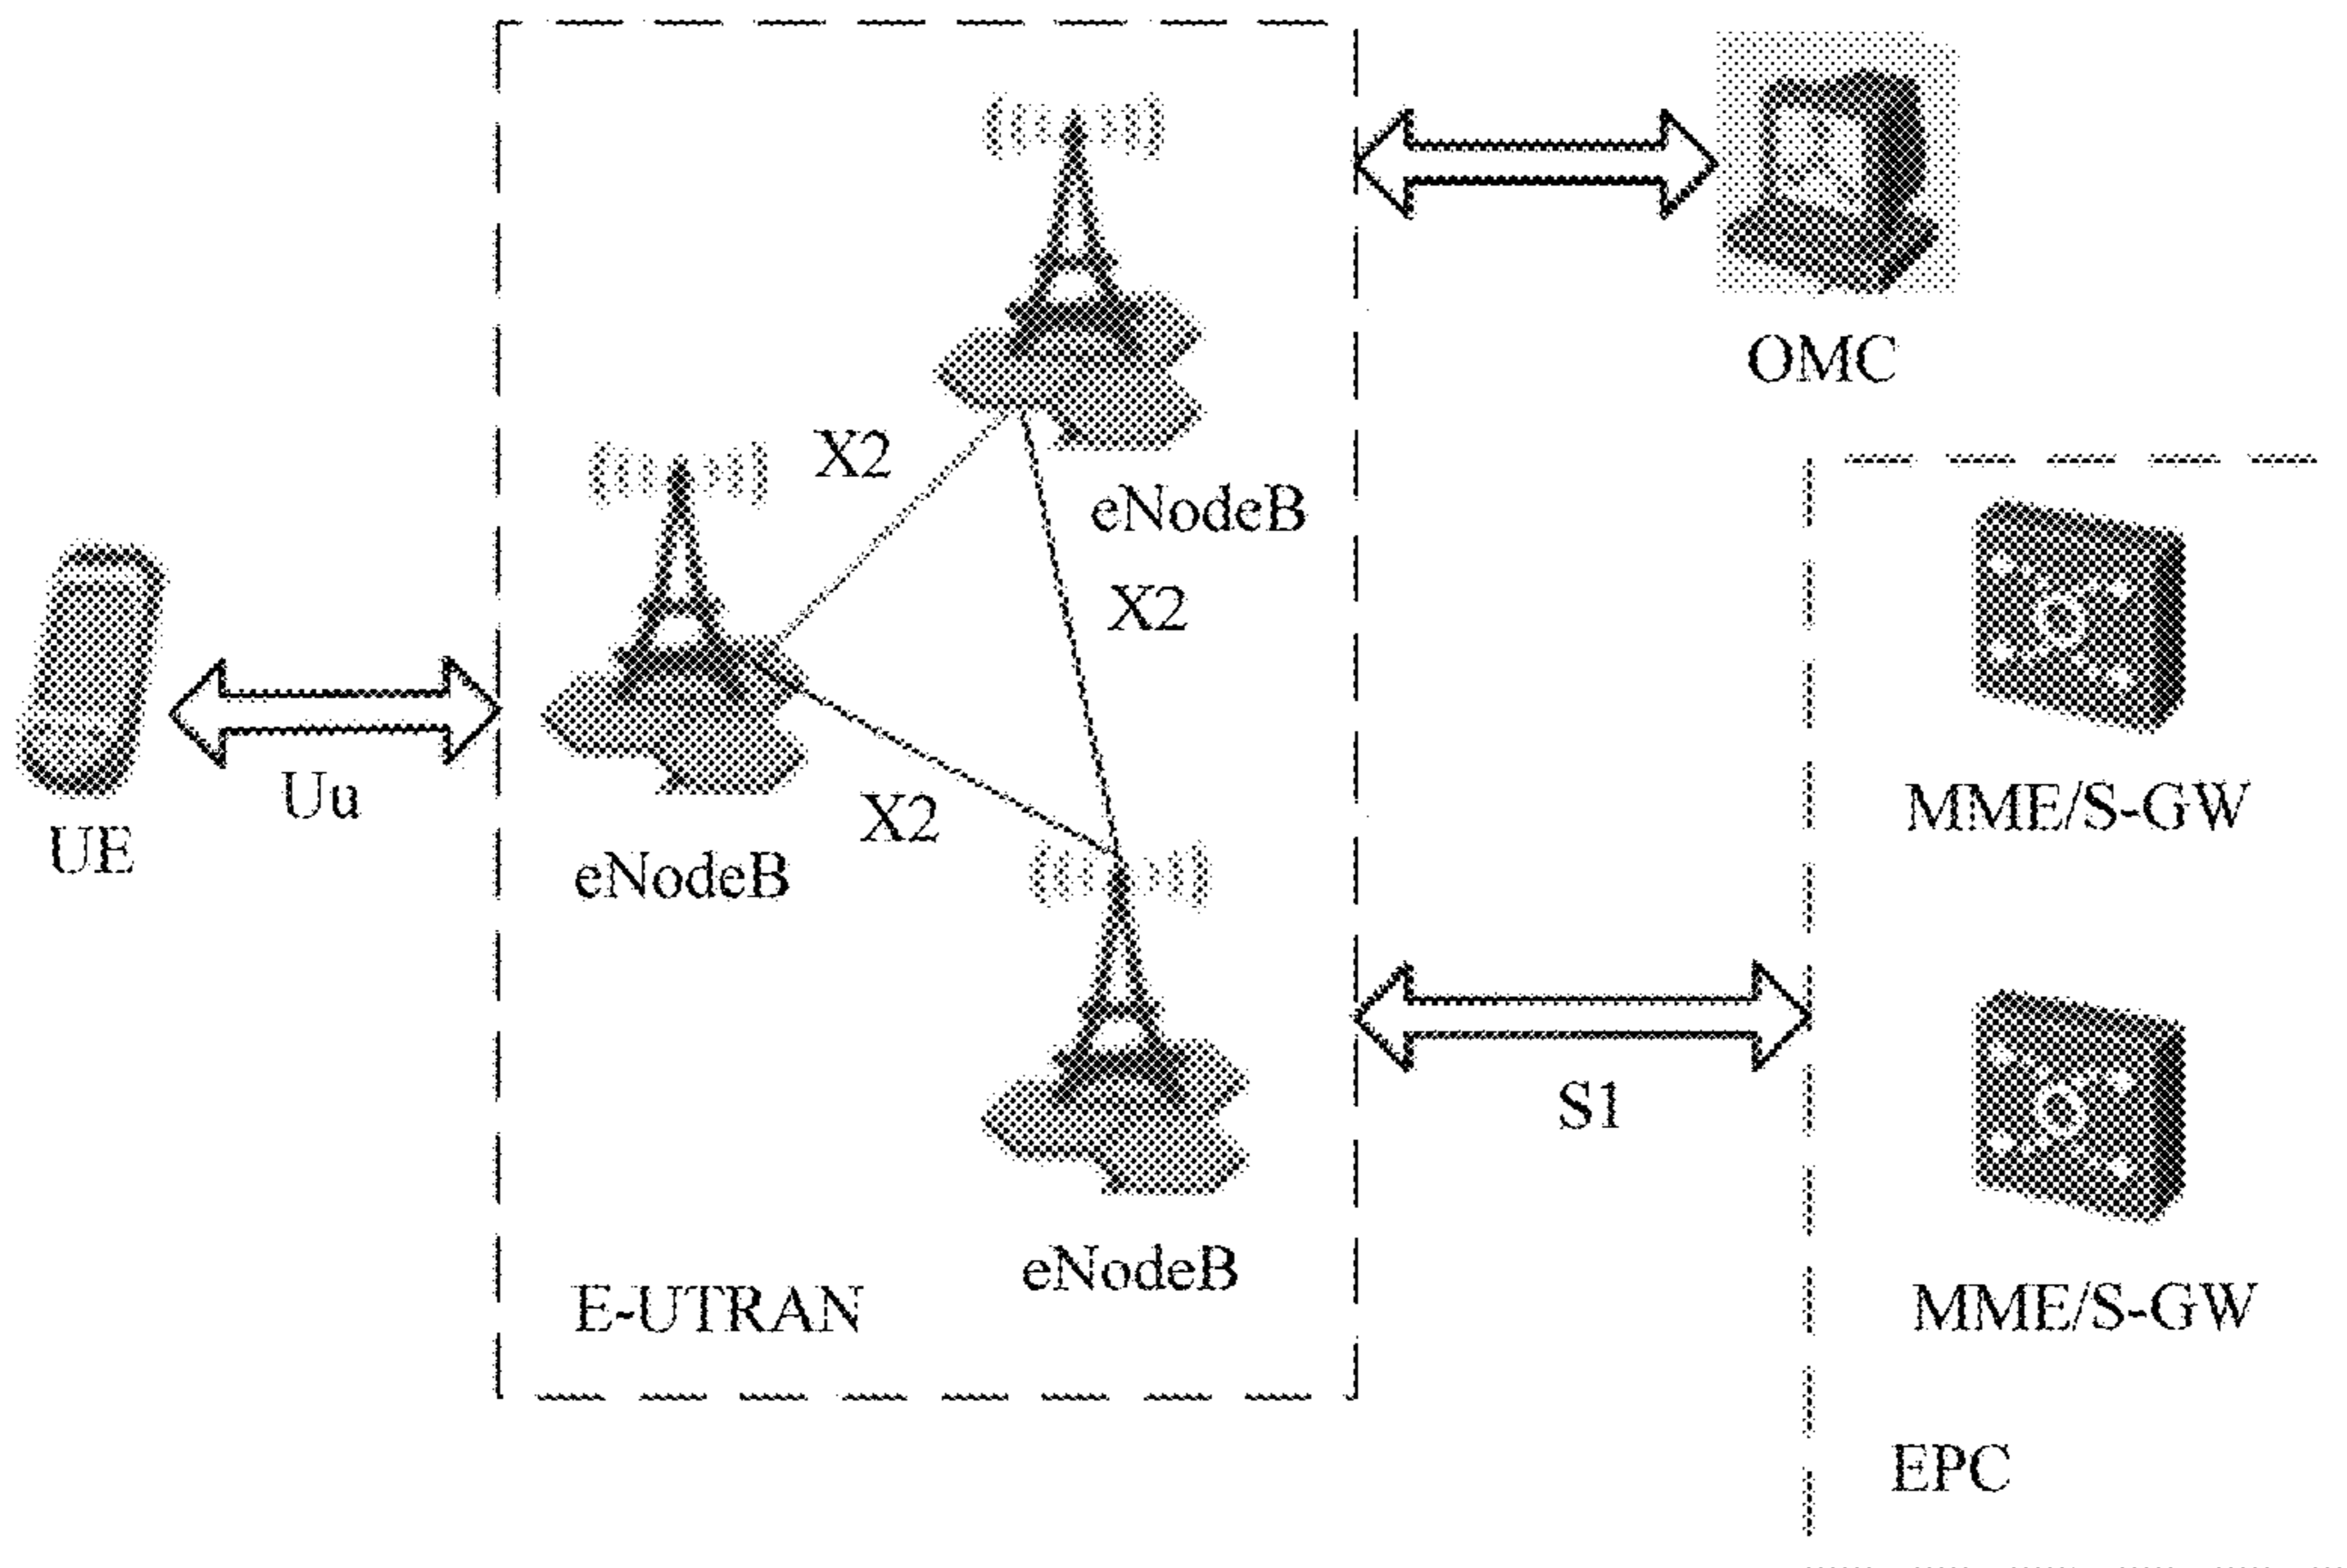 OMC
X2
eNodeB
X2
Uu
UE
X2
eNodeB
MME/S-GW
S1
eNodeB
E-UTRAN
MME/S-GW
EPC